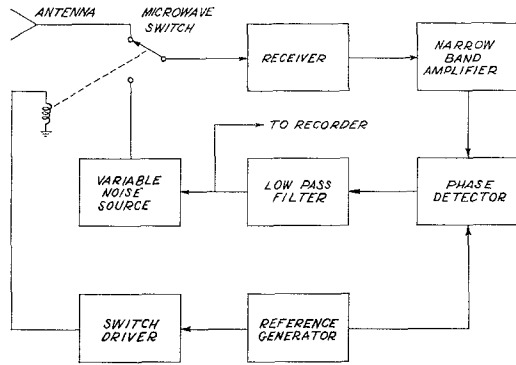 ANTENNA
MICROWAVE
SWITCH
RECEIVER
NARROW
BAND
AMPLIFIER
TO RECORDER
VARIABLE
NOISE
SOURCE
LOW PASS
FILTER
PHASE
DETECTOR
SWITCH
DRIVER
REFERENCE
GENERATOR